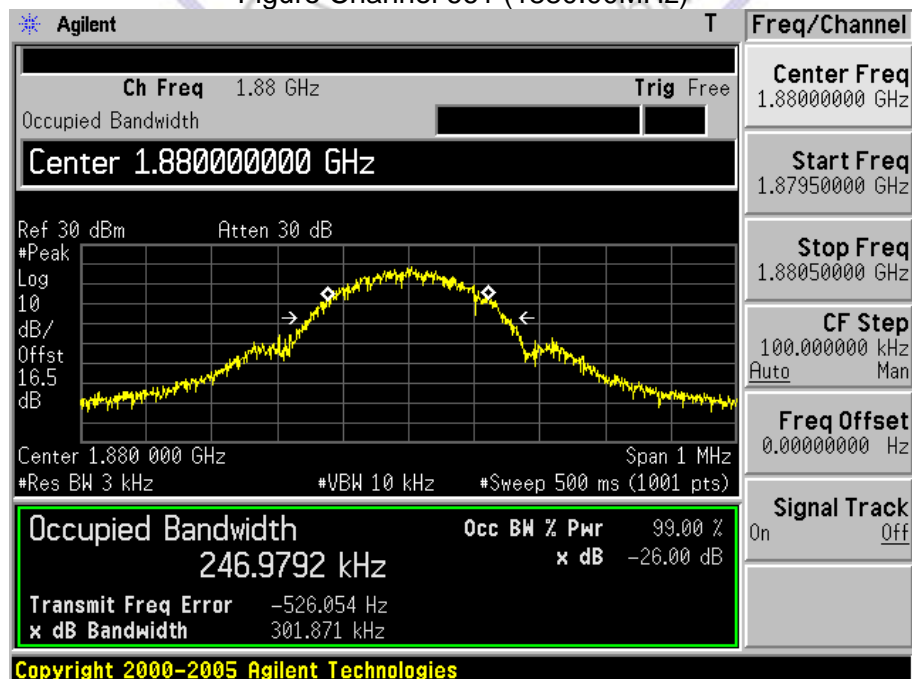 Agilent T Freq/Channel
Ch Freq 1.88 GHz Trig Free
Occupied Bandwidth
Center 1.880000000 GHz
Ref 30 dBm Atten 30 dB
#Peak
Log
10
dB/
Offst
16.5
dB
Center 1.880 000 GHz Span 1 MHz
#Res BW 3 kHz #VBW 10 kHz #Sweep 500 ms (1001 pts)
Occupied Bandwidth
246.9792 kHz
Occ BW % Pwr 99.00 %
x dB -26.00 dB
Transmit Freq Error -526.054 Hz
x dB Bandwidth 301.871 kHz
Copyright 2000-2005 Agilent Technologies
Center Freq
1.88000000 GHz
Start Freq
1.87950000 GHz
Stop Freq
1.88050000 GHz
CF Step
100.000000 kHz
Auto Man
Freq Offset
0.00000000 Hz
Signal Track
On Off